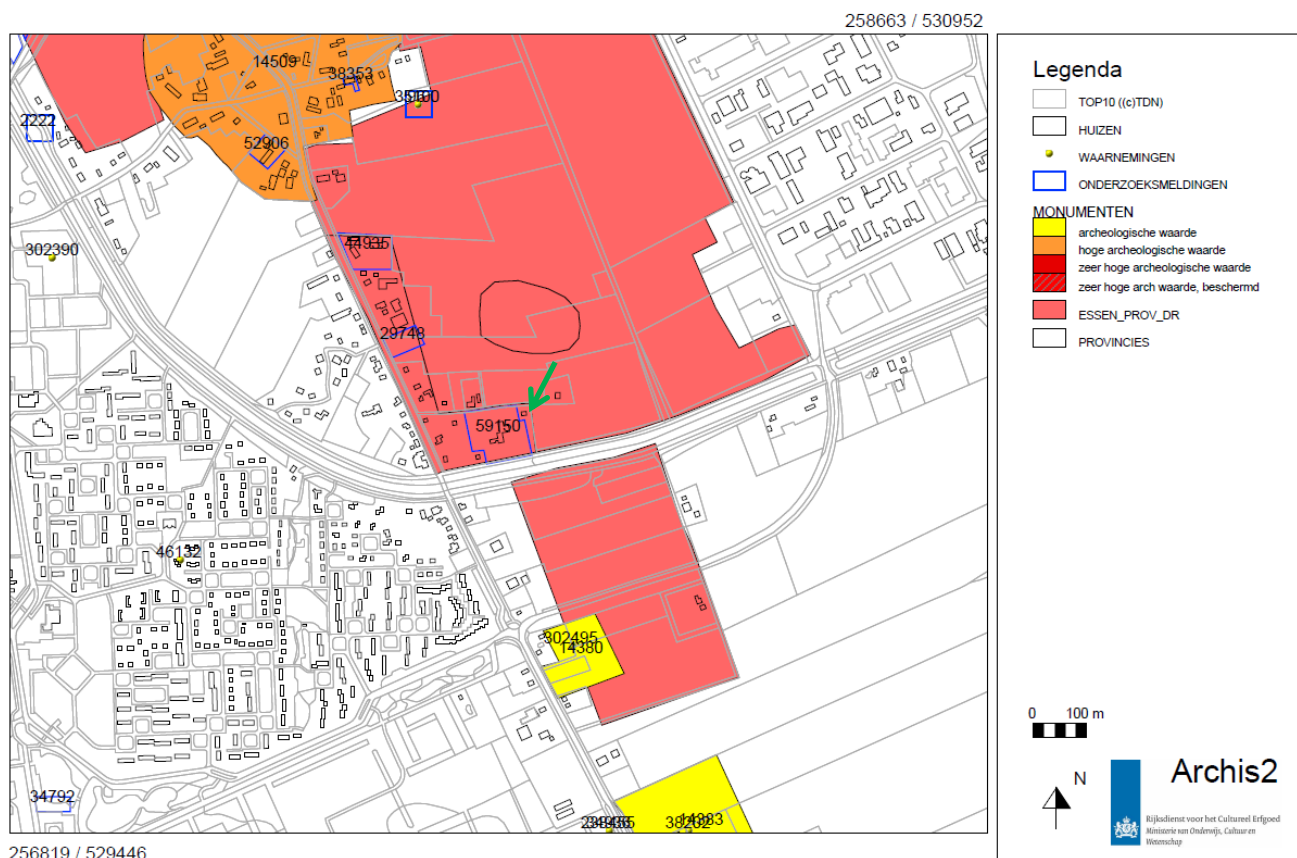 258663 / 530952
14509
38353
2222
52906
302390
29748
59150
46132
302495
14380
34792
14383
38202
256819 / 529446
Legenda
TOP10 ((c)TDN)
HUIZEN
WAARNEMINGEN
ONDERZOEKSMELDINGEN
MONUMENTEN
archeologische waarde
hoge archeologische waarde
zeer hoge archeologische waarde
zeer hoge arch waarde, beschermd
ESSEN_PROV_DR
PROVINCIES
0 100 m
N
Archis2
Rijksdienst voor het Cultureel Erfgoed
Ministerie van Onderwijs, Cultuur en
Wetenschap